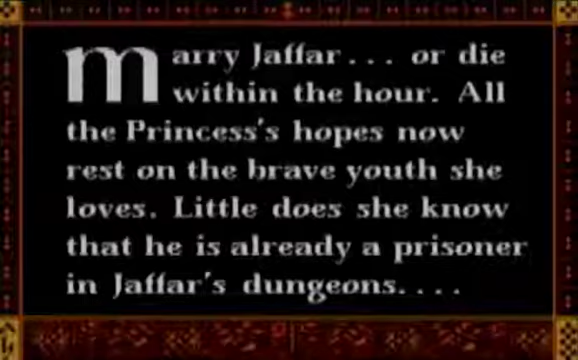 Marry Jaffar... or die
within the hour. All
the Princess's hopes now
rest on the brave youth she
loves. Little does she know
that he is already a prisoner
in Jaffar's dungeons....